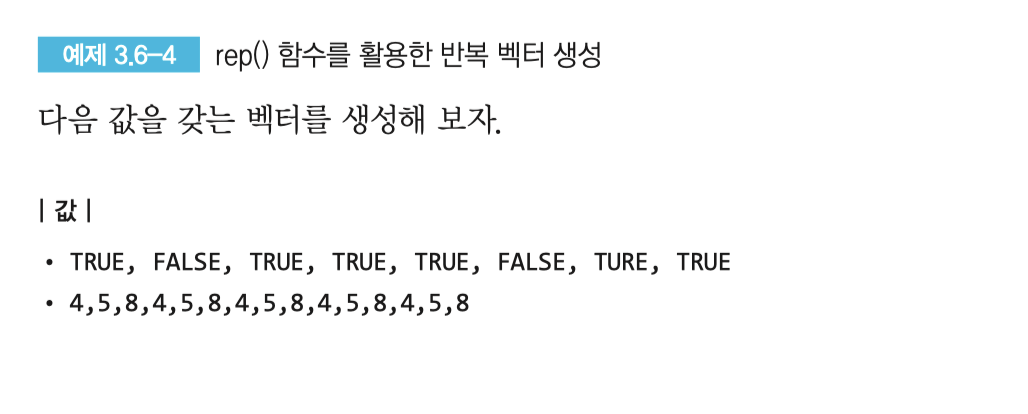 예제 3.6-4 rep() 함수를 활용한 반복 벡터 생성
다음 값을 갖는 벡터를 생성해 보자.
| 값 |
• TRUE, FALSE, TRUE, TRUE, TRUE, FALSE, TURE, TRUE
• 4,5,8,4,5,8,4,5,8,4,5,8,4,5,8